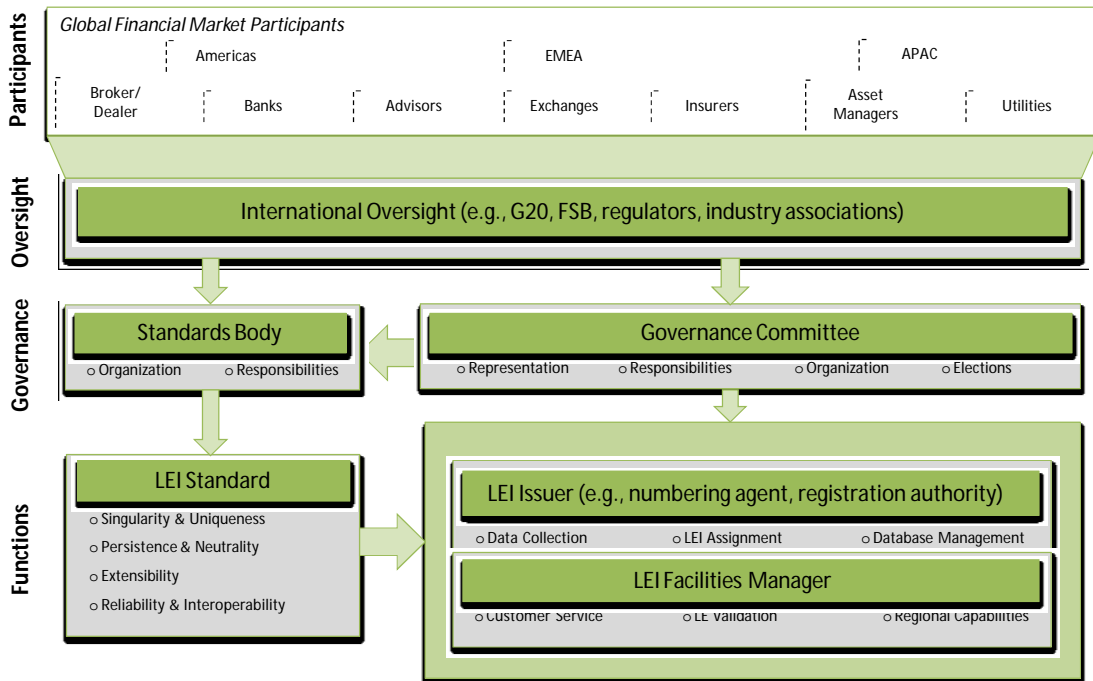 Participants
Global Financial Market Participants
Americas
EMEA
APAC
Broker/
Dealer
Banks
Advisors
Exchanges
Insurers
Asset
Managers
Utilities
Oversight
International Oversight (e.g., G20, FSB, regulators, industry associations)
Governance
Standards Body
o Organization o Responsibilities
Governance Committee
o Representation o Responsibilities o Organization o Elections
Functions
LEI Standard
o Singularity & Uniqueness
o Persistence & Neutrality
o Extensibility
o Reliability & Interoperability
LEI Issuer (e.g., numbering agent, registration authority)
o Data Collection o LEI Assignment o Database Management
LEI Facilities Manager
o Customer Service o LE Validation o Regional Capabilities